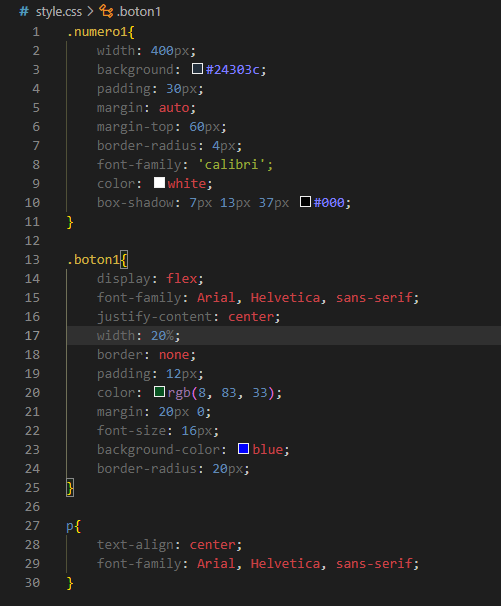 # style.css > .boton1
1 .numero1{
2 width: 400px;
3 background: #24303c;
4 padding: 30px;
5 margin: auto;
6 margin-top: 60px;
7 border-radius: 4px;
8 font-family: 'calibri';
9 color: white;
10 box-shadow: 7px 13px 37px #000;
11 }
12
13 .boton1{
14 display: flex;
15 font-family: Arial, Helvetica, sans-serif;
16 justify-content: center;
17 width: 20%;
18 border: none;
19 padding: 12px;
20 color: rgb(8, 83, 33);
21 margin: 20px 0;
22 font-size: 16px;
23 background-color: blue;
24 border-radius: 20px;
25 }
26
27 p{
28 text-align: center;
29 font-family: Arial, Helvetica, sans-serif;
30 }